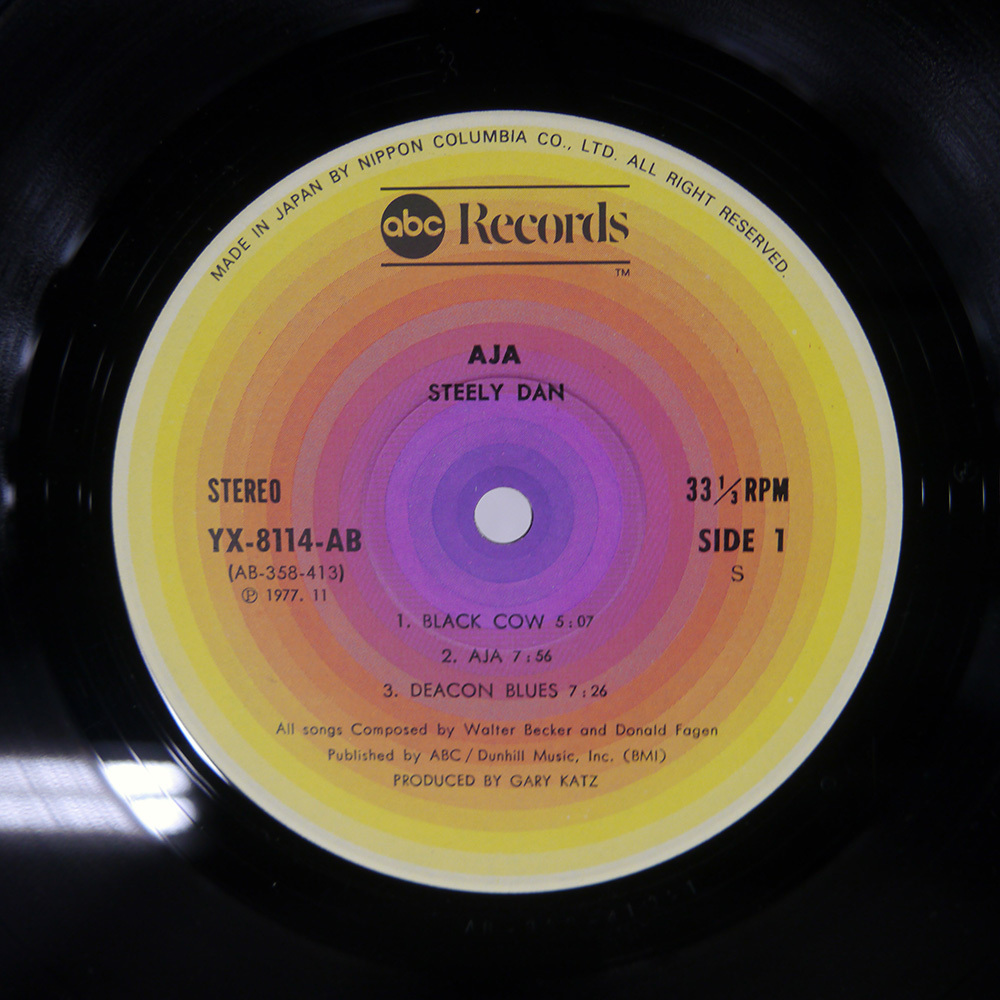 MADE IN JAPAN BY NIPPON COLUMBIA CO., LTD. ALL RIGHT RESERVED.
abc Records
TM
AJA
STEELY DAN
STEREO
33 1/3 RPM
YX-8114-AB
SIDE 1
(AB-358-413)
S
Ⓟ 1977. 11
1. BLACK COW 5:07
2. AJA 7:56
3. DEACON BLUES 7:26
All songs Composed by Walter Becker and Donald Fagen
Published by ABC/Dunhill Music, Inc. (BMI)
PRODUCED BY GARY KATZ